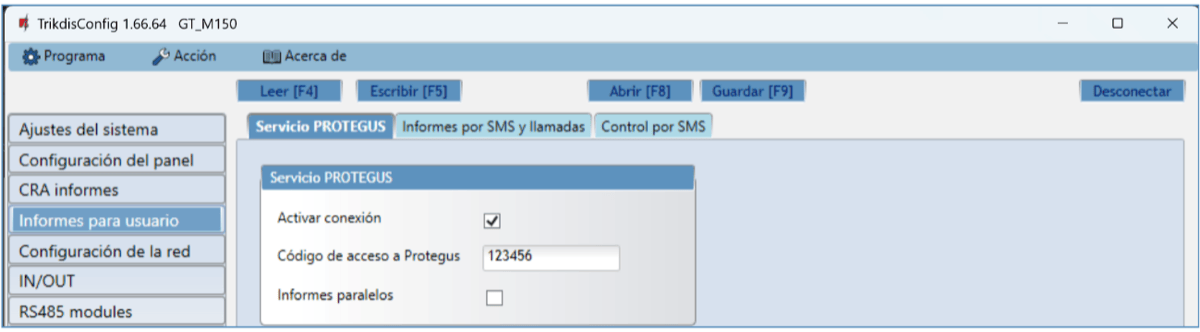 TrikdisConfig 1.66.64 GT_M150
Programa Acción Acerca de
Leer [F4] Escribir [F5] Abrir [F8] Guardar [F9] Desconectar
Ajustes del sistema
Configuración del panel
CRA informes
Informes para usuario
Configuración de la red
IN/OUT
RS485 modules
Servicio PROTEGUS Informes por SMS y llamadas Control por SMS
Servicio PROTEGUS
Activar conexión
Código de acceso a Protegus 123456
Informes paralelos